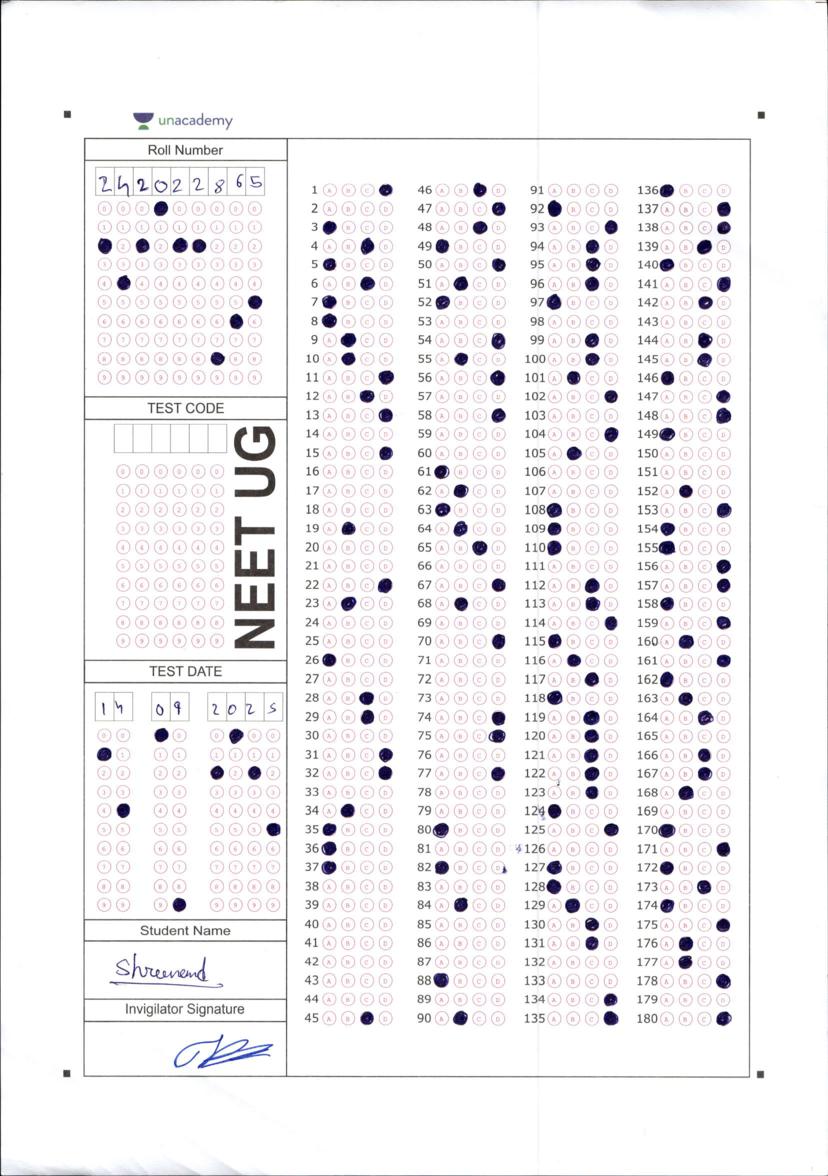 unacademy
Roll Number
2 4 2 0 2 2 8 6 5
TEST CODE
NEET UG
TEST DATE
14 09 2025
Student Name
Invigilator Signature
1 A B C 46 A B D 91 A B C D 136 B C D
2 A B C D 47 A B C 92 B C D 137 A B C
3 B C D 48 A B D 93 A B C 138 A B C
4 A B D 49 B C D 94 A B D 139 A B D
5 B C D 50 A B C 95 A B D 140 B C D
6 A B D 51 A C D 96 A B D 141 A B C
7 B C D 52 B C D 97 B C D 142 A B D
8 B C D 53 A B C D 98 A B C D 143 A B C D
9 A C D 54 A B C 99 A B D 144 A B D
10 A C D 55 A C D 100 A B D 145 A B D
11 A B C 56 A B C 101 A C D 146 B C D
12 A B D 57 A B C D 102 A B C 147 A B C
13 A B C 58 A B C 103 A B C D 148 A B C
14 A B C D 59 A B C D 104 A B C 149 B C D
15 A B C 60 A B C D 105 A C D 150 A B C D
16 A B C D 61 B C D 106 A B C D 151 A B C D
17 A B C D 62 A C D 107 A B C D 152 A C D
18 A B C D 63 B C D 108 B C D 153 A B C
19 A C D 64 A C D 109 B C D 154 B C D
20 A B C D 65 A B D 110 B C D 155 B C D
21 A B C D 66 A B C D 111 A B C D 156 A B C
22 A B C 67 A B C 112 A B D 157 A B C
23 A C D 68 A C D 113 A B D 158 B C D
24 A B C D 69 A B C D 114 A B C 159 A B C
25 A B C D 70 A B C 115 B C D 160 A C D
26 B C D 71 A B C D 116 A C D 161 A B C
27 A B C D 72 A B C D 117 A B D 162 B C D
28 A B D 73 A B C D 118 B C D 163 A C D
29 A B D 74 A B C 119 A B D 164 A B D
30 A B C D 75 A B C 120 A B D 165 A B C D
31 A B C 76 A B C D 121 A B D 166 A B D
32 A B C 77 A B C 122 A B D 167 A B D
33 A B C D 78 A B C D 123 A B D 168 A C D
34 A C D 79 A B C D 124 B C D 169 A B C D
35 B C D 80 B C D 125 A B C 170 B C D
36 B C D 81 A B C D 126 A B C D 171 A B C
37 B C D 82 B C D 127 B C D 172 B C D
38 A B C D 83 A B C D 128 B C D 173 A B D
39 A B C D 84 A C D 129 A C D 174 B C D
40 A B C D 85 A B C D 130 A B D 175 A B C
41 A B C D 86 A B C D 131 A B D 176 A C D
42 A B C D 87 A B C D 132 A B C D 177 A C D
43 A B C D 88 B C D 133 A B C D 178 A B C
44 A B C D 89 A B C D 134 A B C 179 A B C D
45 A B D 90 A C D 135 A B C 180 A B C